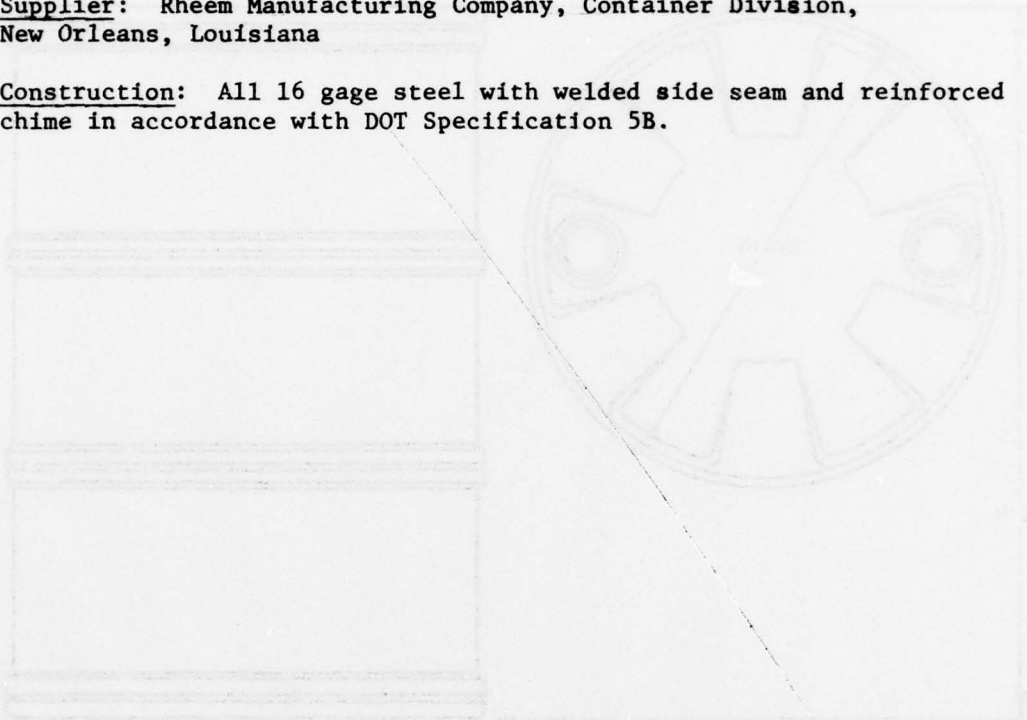 Supplier: Rheem Manufacturing Company, Container Division,
New Orleans, Louisiana
Construction: All 16 gage steel with welded side seam and reinforced
chime in accordance with DOT Specification 5B.